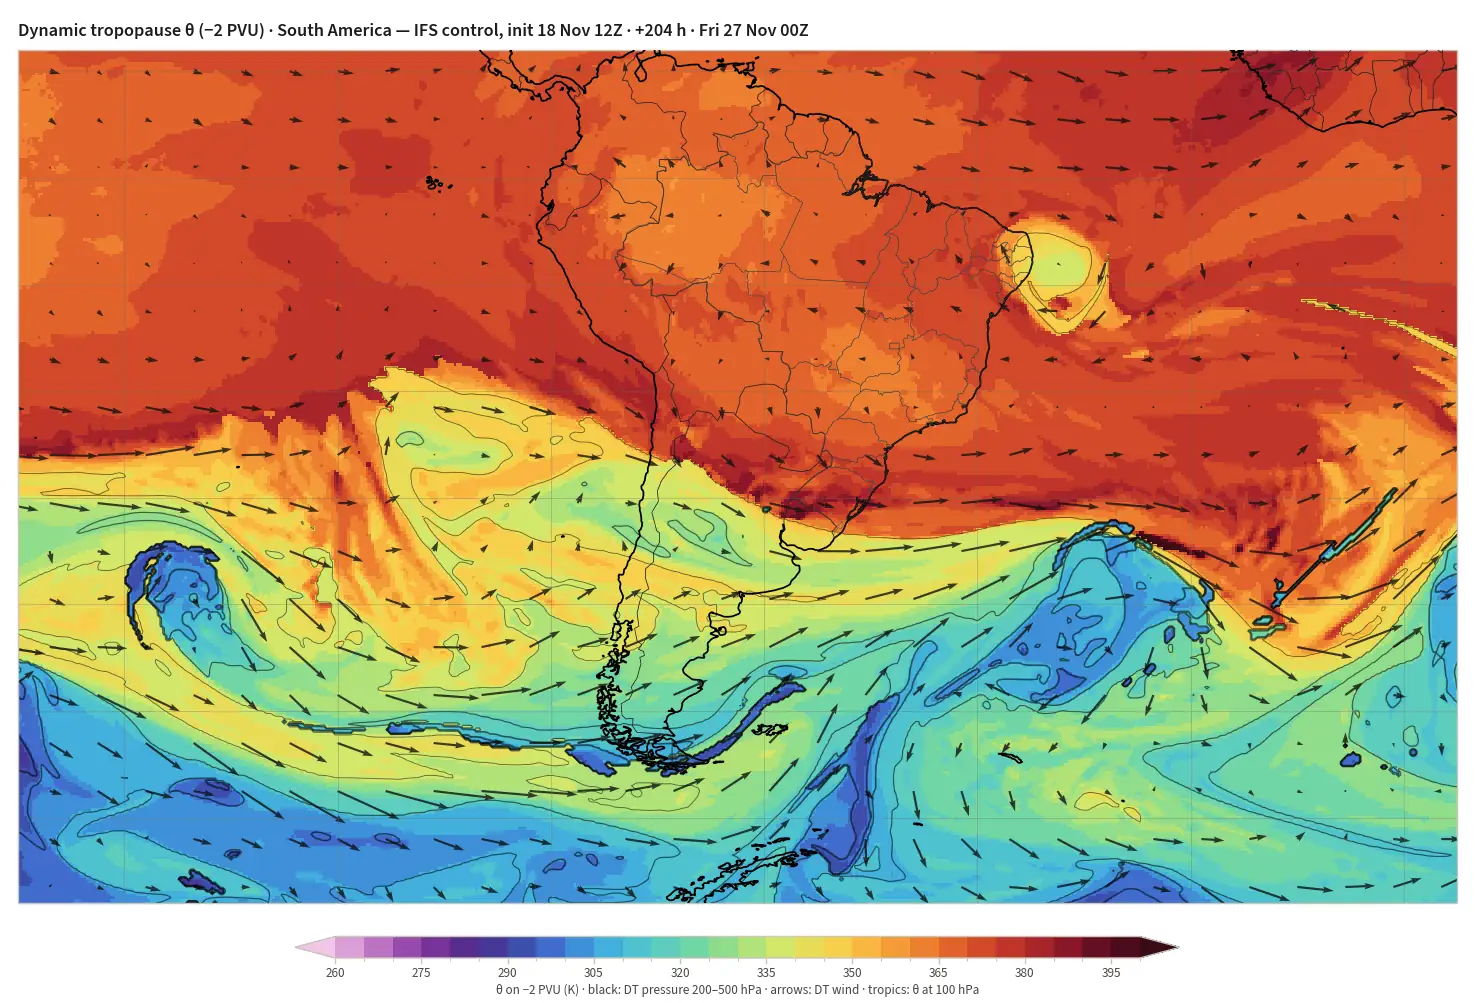 Dynamic tropopause θ (−2 PVU) · South America — IFS control, init 18 Nov 12Z · +204 h · Fri 27 Nov 00Z
260 275 290 305 320 335 350 365 380 395
θ on −2 PVU (K) · black: DT pressure 200–500 hPa · arrows: DT wind · tropics: θ at 100 hPa